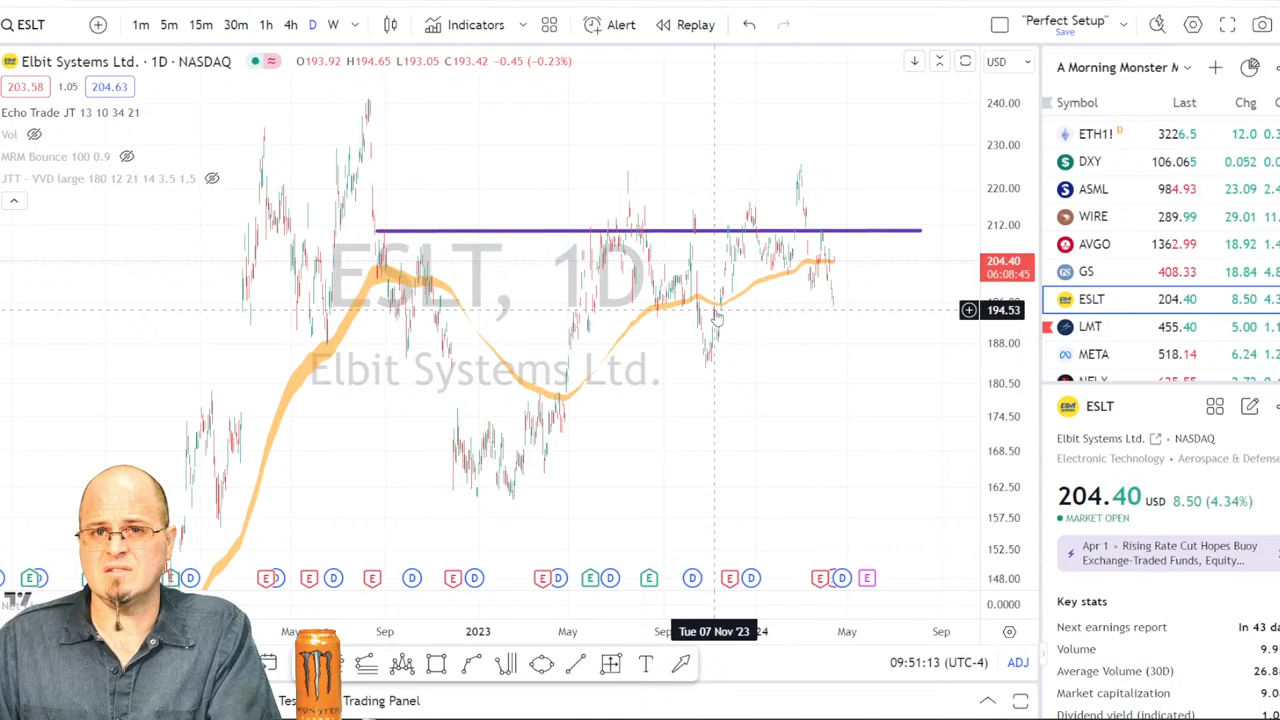 ESLT 1m 5m 15m 30m 1h 4h D W Indicators Alert Replay "Perfect Setup"
Save
Elbit Systems Ltd. · 1D · NASDAQ O193.92 H194.65 L193.05 C193.42 -0.45 (-0.23%) USD
203.58 1.05 204.63
Echo Trade JT 13 10 34 21
Vol
MRM Bounce 100 0.9
JTT - VVD large 180 12 21 14 3.5 1.5
ESLT, 1D
Elbit Systems Ltd.
240.00
230.00
220.00
212.00
204.40
06:08:45
194.53
188.00
180.50
174.50
168.50
162.50
157.50
152.50
148.00
0.0000
E D E E D E D E D E D E D E D E D E D E
May Sep 2023 May Tue 07 Nov '23 24 May Sep
T 09:51:13 (UTC-4) ADJ
Trading Panel
MONSTER
A Morning Monster M
Symbol Last Chg
ETH1! D 3226.5 12.0
DXY 106.065 0.052
ASML 984.93 23.09
WIRE 289.99 29.01
AVGO 1362.99 18.92
GS 408.33 18.84
ESLT 204.40 8.50
LMT 455.40 5.00
META 518.14 6.24
ESLT
Elbit Systems Ltd. · NASDAQ
Electronic Technology · Aerospace & Defense
204.40 USD 8.50 (4.34%)
MARKET OPEN
Apr 1 · Rising Rate Cut Hopes Buoy
Exchange-Traded Funds, Equity...
Key stats
Next earnings report In 43 da
Volume
Average Volume (30D)
Market capitalization
Dividend yield (indicated)